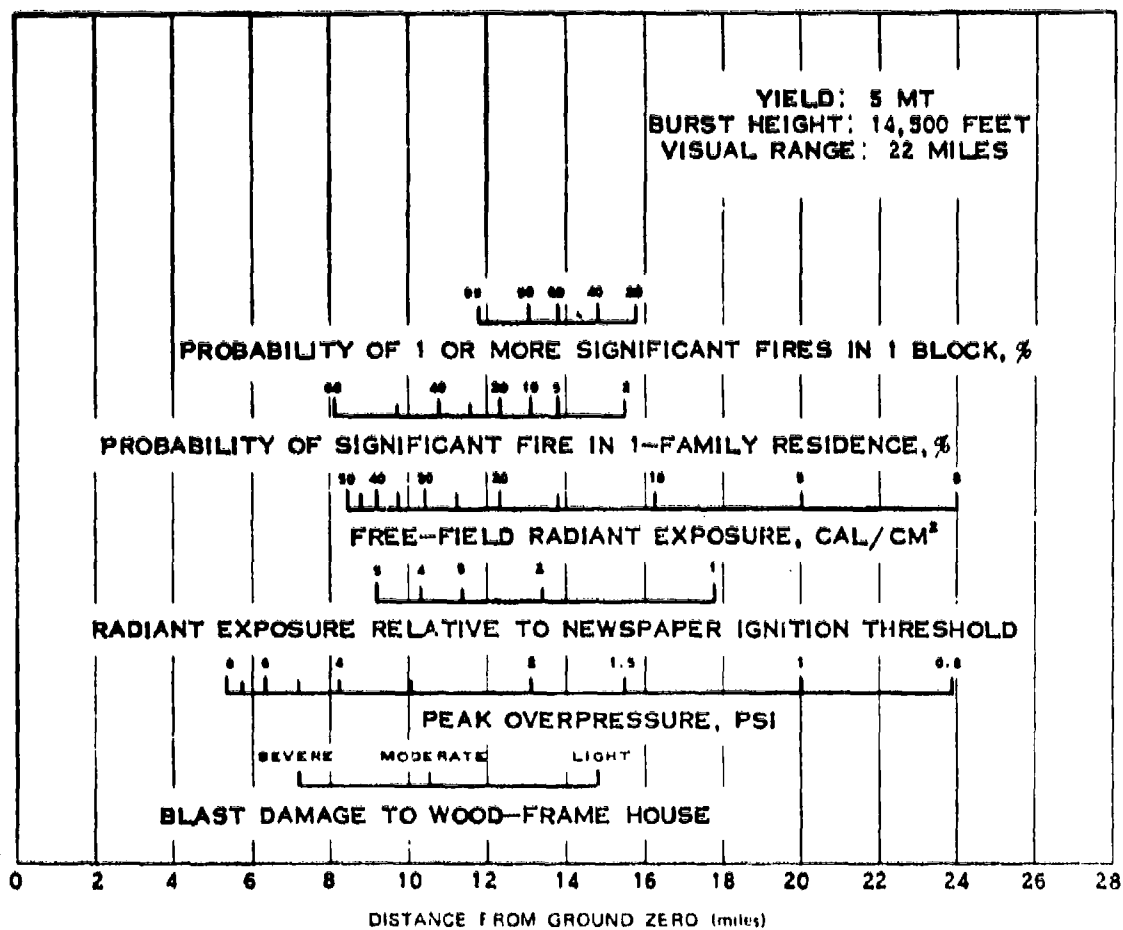 YIELD: 5 MT
BURST HEIGHT: 14,500 FEET
VISUAL RANGE: 22 MILES
80 60 40 20
PROBABILITY OF 1 OR MORE SIGNIFICANT FIRES IN 1 BLOCK, %
60 40 20 10 5 2
PROBABILITY OF SIGNIFICANT FIRE IN 1-FAMILY RESIDENCE, %
50 40 30 20 10 5
FREE-FIELD RADIANT EXPOSURE, CAL/CM²
5 4 3 2 1
RADIANT EXPOSURE RELATIVE TO NEWSPAPER IGNITION THRESHOLD
8 6 4 2 1.5 1 0.8
PEAK OVERPRESSURE, PSI
SEVERE MODERATE LIGHT
BLAST DAMAGE TO WOOD-FRAME HOUSE
0 2 4 6 8 10 12 14 16 18 20 22 24 26 28
DISTANCE FROM GROUND ZERO (miles)